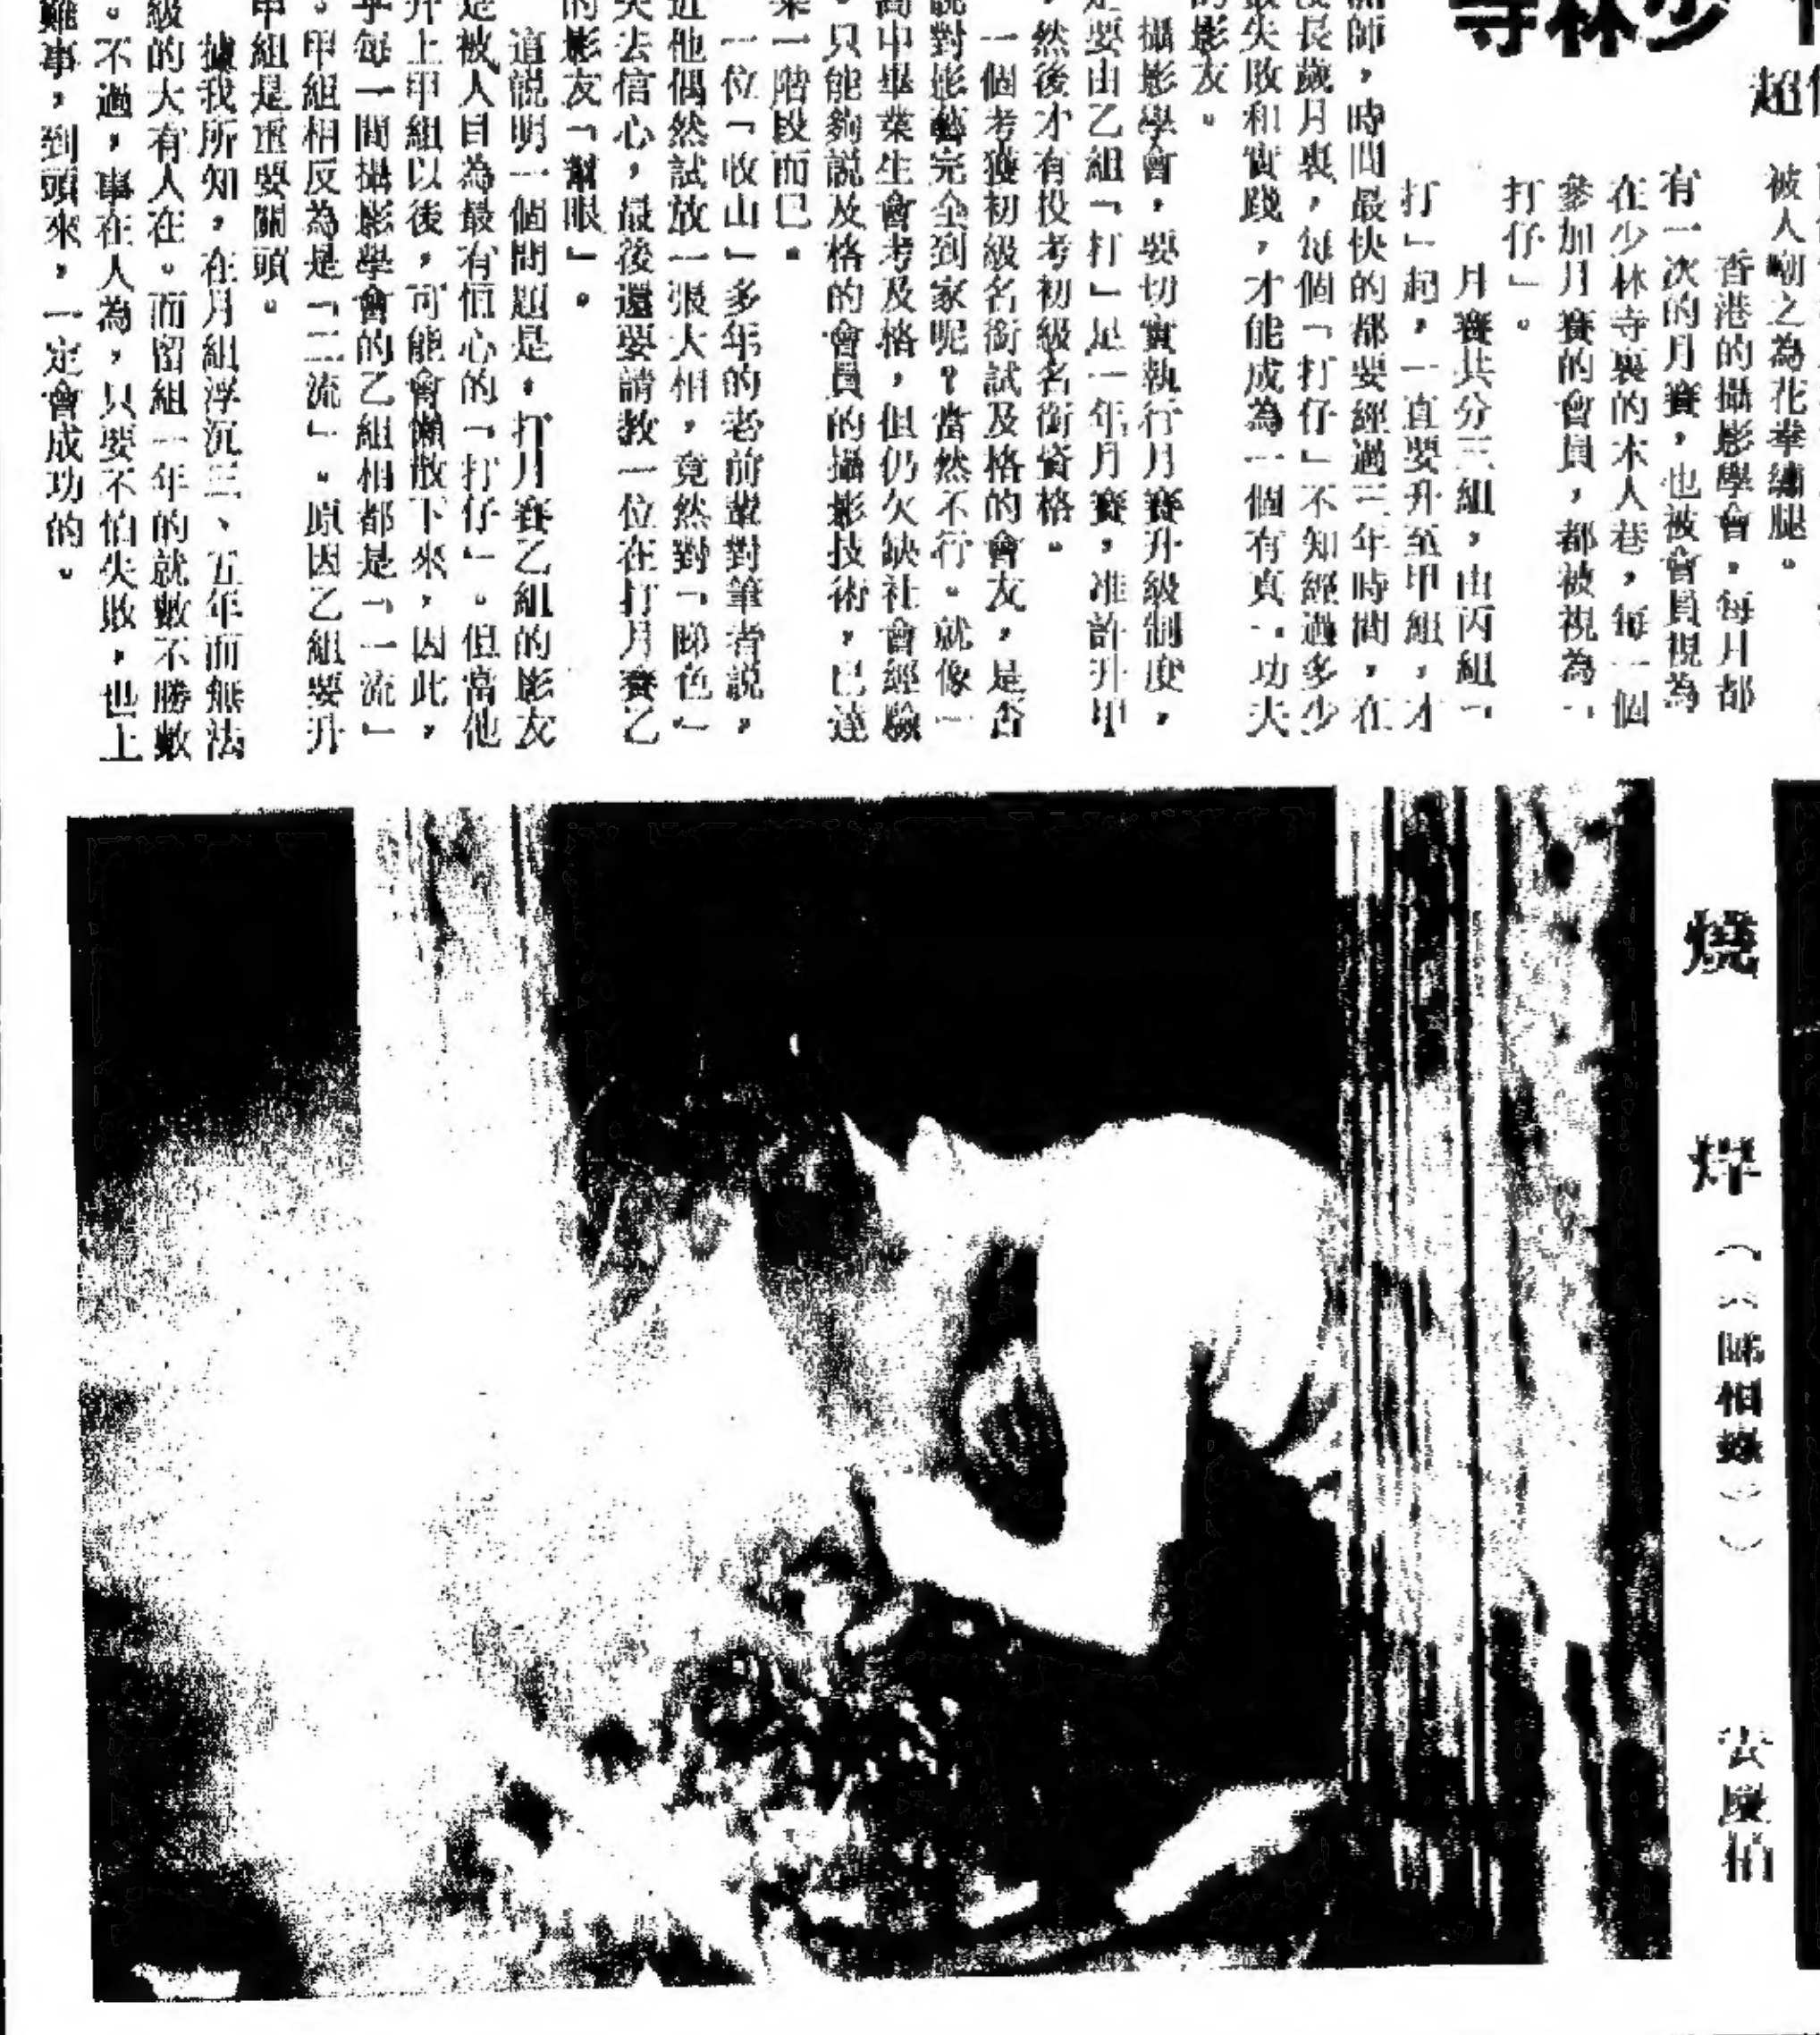 少林寺
超
被人嘲之為花拳繡腿。
香港的攝影學會，每月都
有一次的月賽，也被會員視為
在少林寺裏的木人巷，每一個
參加月賽的會員，都被視為「
打仔」。
月賽共分三組，由丙組「
打」起，一直要升至甲組，才
師，時間最快的都要經過三年時間，在
長歲月裏，每個「打仔」不知經過多少
失敗和實踐，才能成為一個有真「功夫
的影友。
攝影學會，要切實執行月賽升級制度，
要由乙組「打」足一年月賽，准許升甲
，然後才有投考初級名銜資格。
一個考獲初級名銜試及格的會友，是否
說對影藝完全到家呢？當然不行。就像一
高中畢業生會考及格，但仍欠缺社會經驗
，只能夠說及格的會員的攝影技術，已達
某一階段而已。
一位「收山」多年的老前輩對筆者說，
近他偶然試放一張大相，竟然對「睇色」
失去信心，最後還要請教一位在打月賽乙
的影友「幫眼」。
這說明一個問題是，打月賽乙組的影友
是被人目為最有恒心的「打仔」。但當他
升上甲組以後，可能會懶散下來，因此，
乎每一間攝影學會的乙組相都是「一流」
，甲組相反為是「二流」。原因乙組要升
甲組是重要關頭。
據我所知，在月組浮沉三、五年而無法
級的大有人在。而留組一年的就數不勝數
。不過，事在人為，只要不怕失敗，世上
難事，到頭來，一定會成功的。
燒焊（《睇相錄》）
慶伯